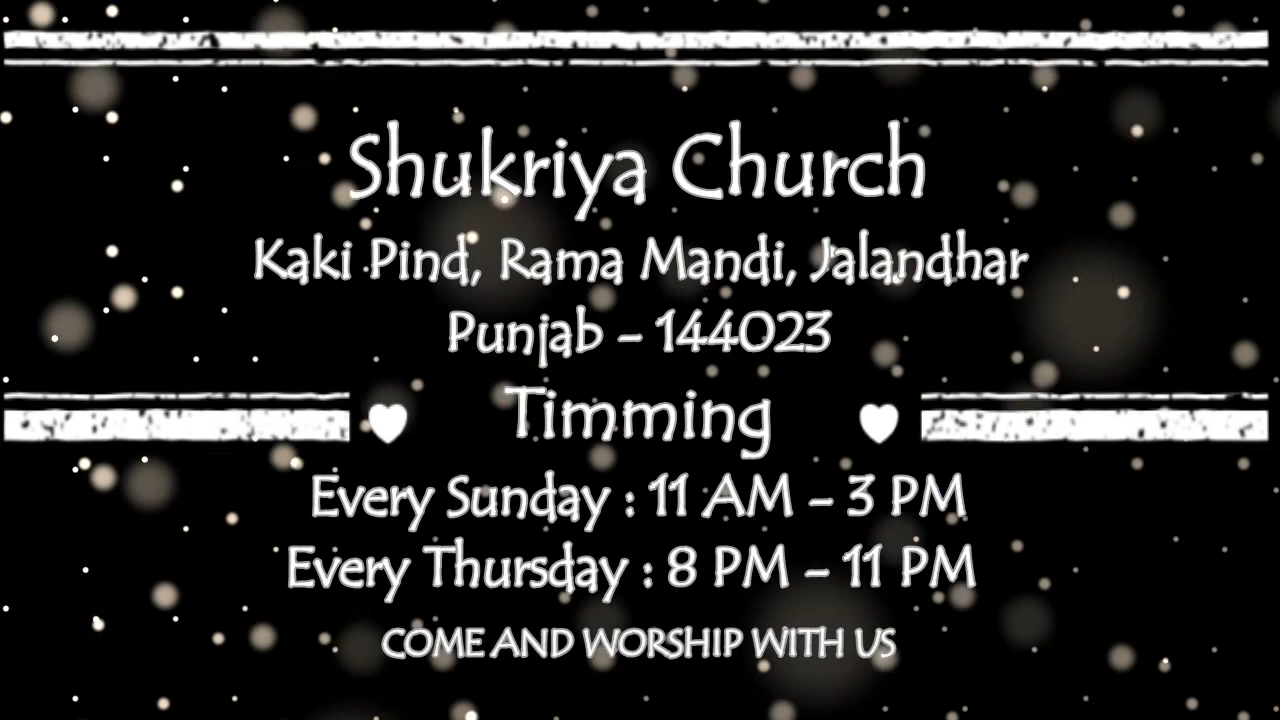 Shukriya Church
Kaki Pind, Rama Mandi, Jalandhar
Punjab - 144023
Timming
Every Sunday : 11 AM - 3 PM
Every Thursday : 8 PM - 11 PM
COME AND WORSHIP WITH US